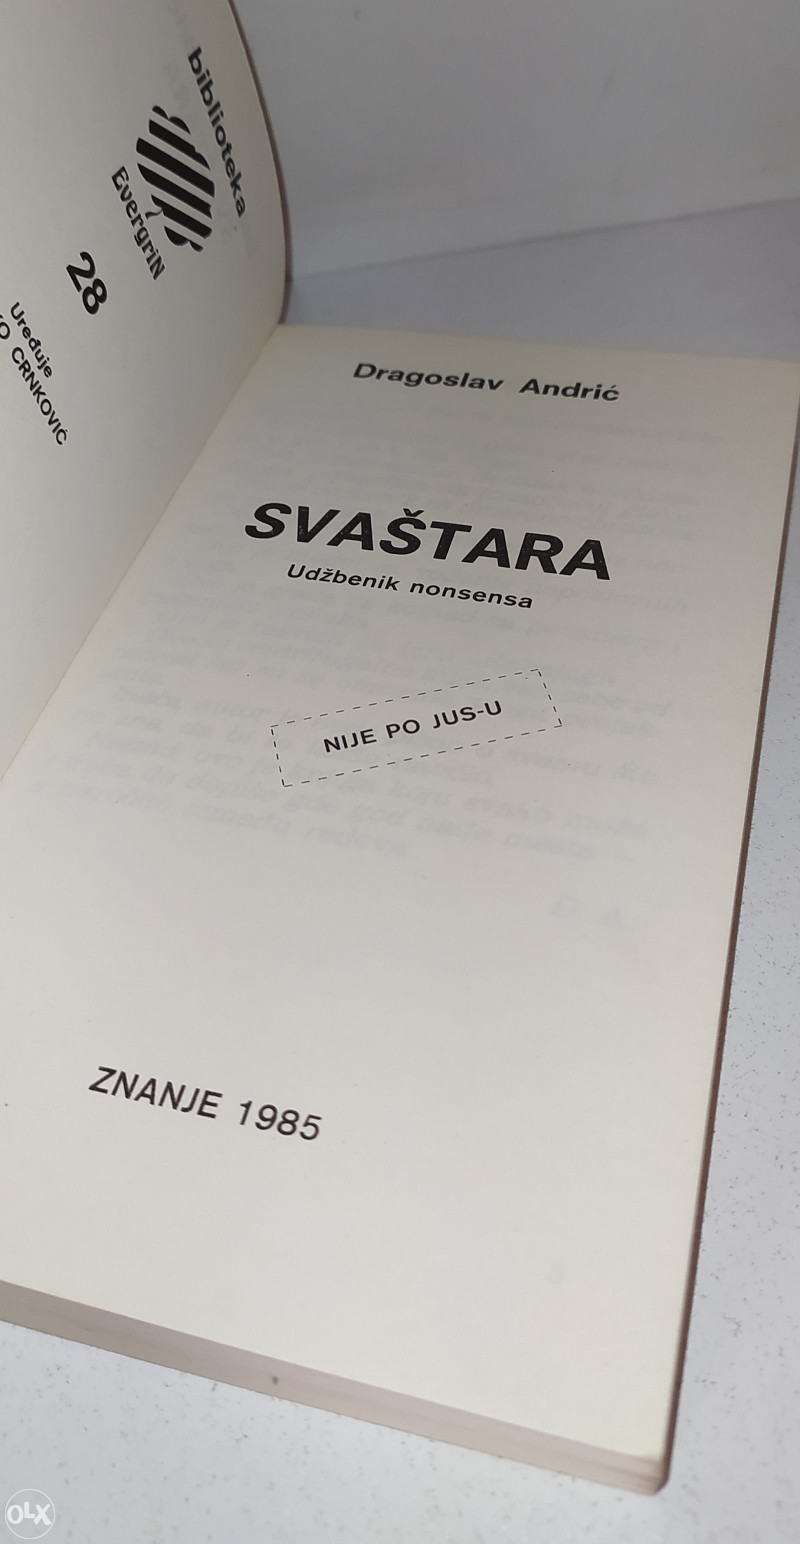 biblioteka
EvergriN
28
Uređuje
CRNKOVIĆ
Dragoslav Andrić
SVAŠTARA
Udžbenik nonsensa
NIJE PO JUS-U
ZNANJE 1985
OLX